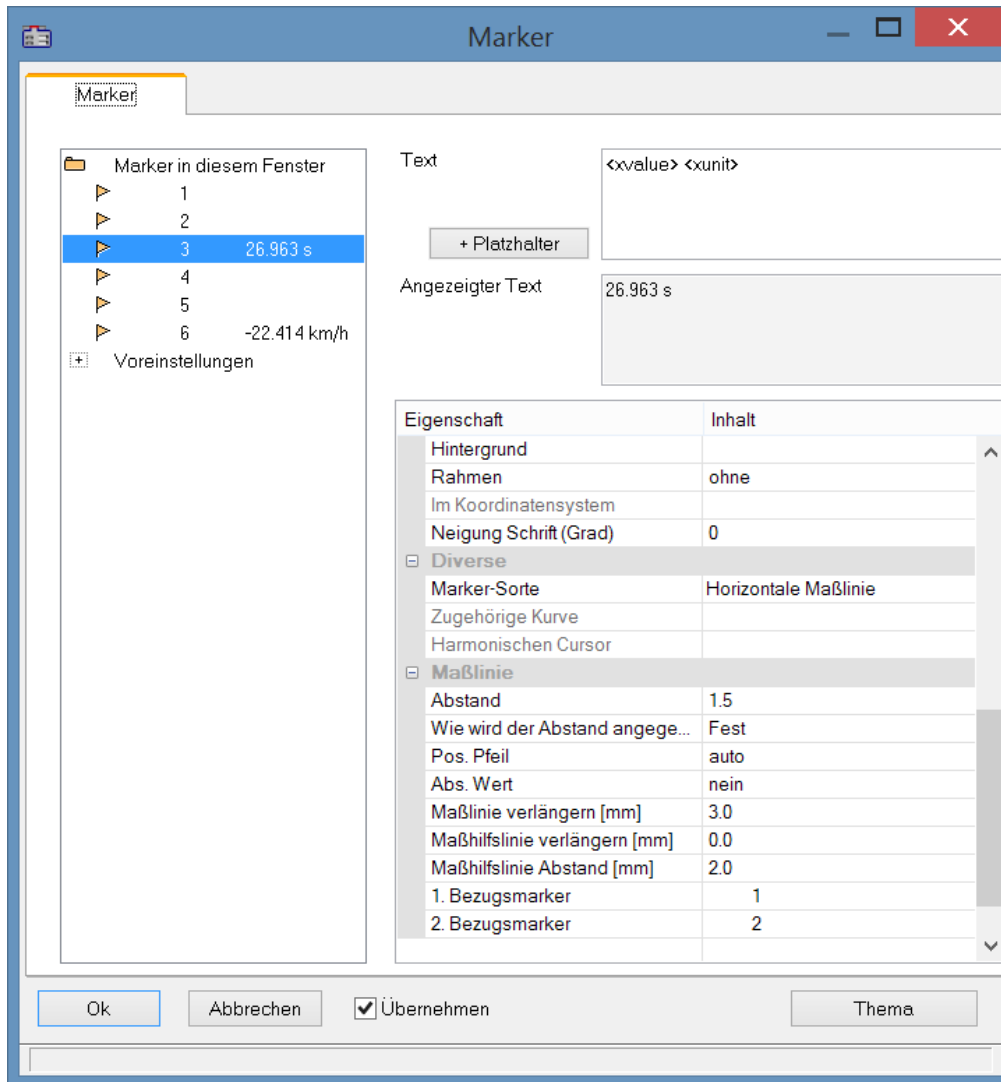 Marker
Marker
Marker in diesem Fenster
1
2
3 26.963 s
4
5
6 -22.414 km/h
Voreinstellungen
Text
<xvalue> <xunit>
+ Platzhalter
Angezeigter Text
26.963 s
Eigenschaft Inhalt
Hintergrund
Rahmen ohne
Im Koordinatensystem
Neigung Schrift (Grad) 0
Diverse
Marker-Sorte Horizontale Maßlinie
Zugehörige Kurve
Harmonischen Cursor
Maßlinie
Abstand 1.5
Wie wird der Abstand angege... Fest
Pos. Pfeil auto
Abs. Wert nein
Maßlinie verlängern [mm] 3.0
Maßhilfslinie verlängern [mm] 0.0
Maßhilfslinie Abstand [mm] 2.0
1. Bezugsmarker 1
2. Bezugsmarker 2
Ok Abbrechen Übernehmen Thema